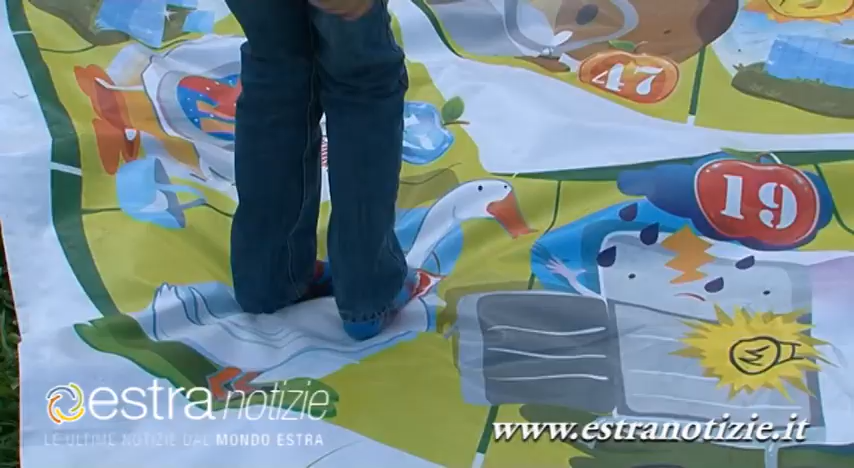 47
19
estranotizie
LE ULTIME NOTIZIE DAL MONDO ESTRA
www.estranotizie.it